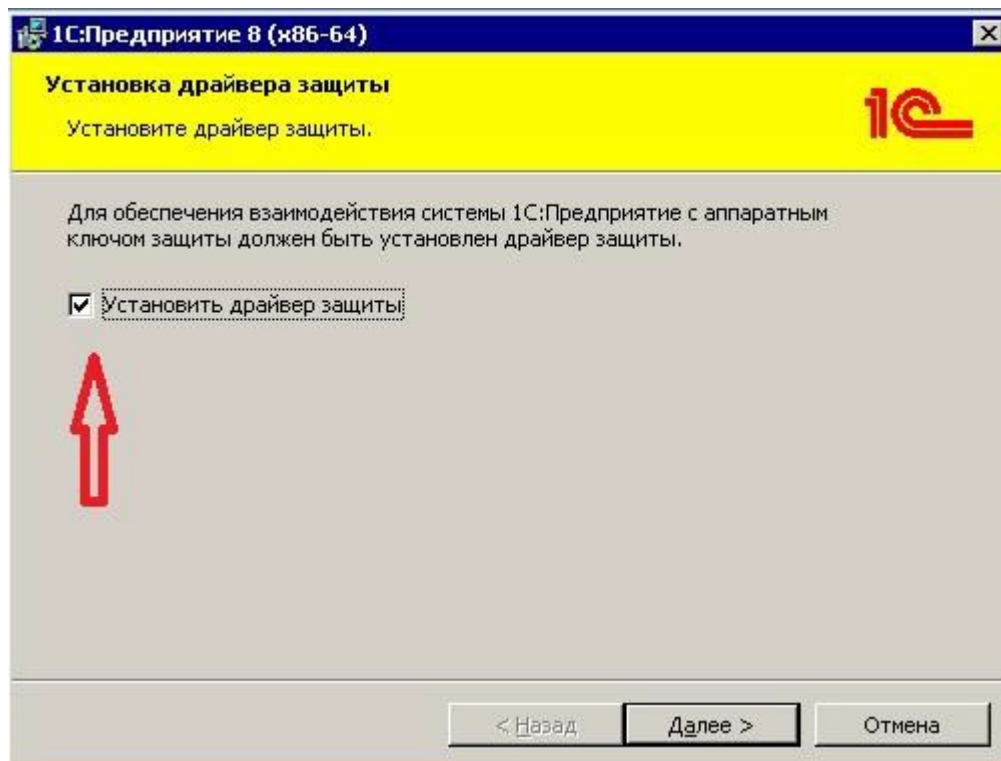 1С:Предприятие 8 (x86-64)
Установка драйвера защиты
Установите драйвер защиты.
1С
Для обеспечения взаимодействия системы 1С:Предприятие с аппаратным
ключом защиты должен быть установлен драйвер защиты.
Установить драйвер защиты
< Назад
Далее >
Отмена